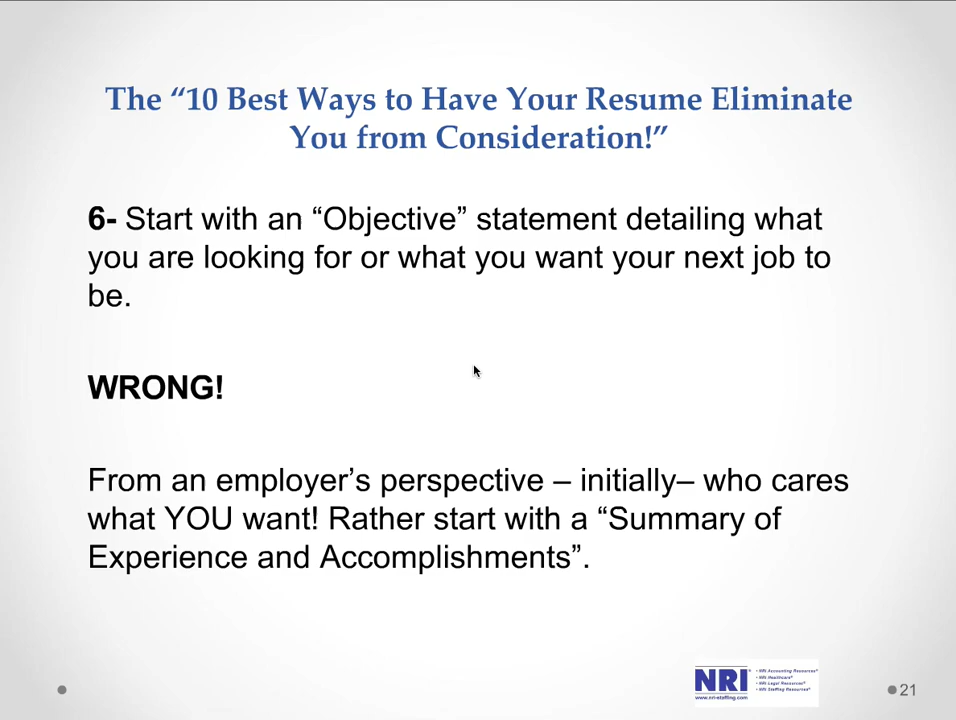 The “10 Best Ways to Have Your Resume Eliminate
You from Consideration!”
6- Start with an “Objective” statement detailing what
you are looking for or what you want your next job to
be.
WRONG!
From an employer’s perspective – initially– who cares
what YOU want! Rather start with a “Summary of
Experience and Accomplishments”.
NRI®
• NRI Accounting Resources®
• NRI Healthcare®
• NRI Legal Resources®
• NRI Staffing Resources®
www.nri-staffing.com
21